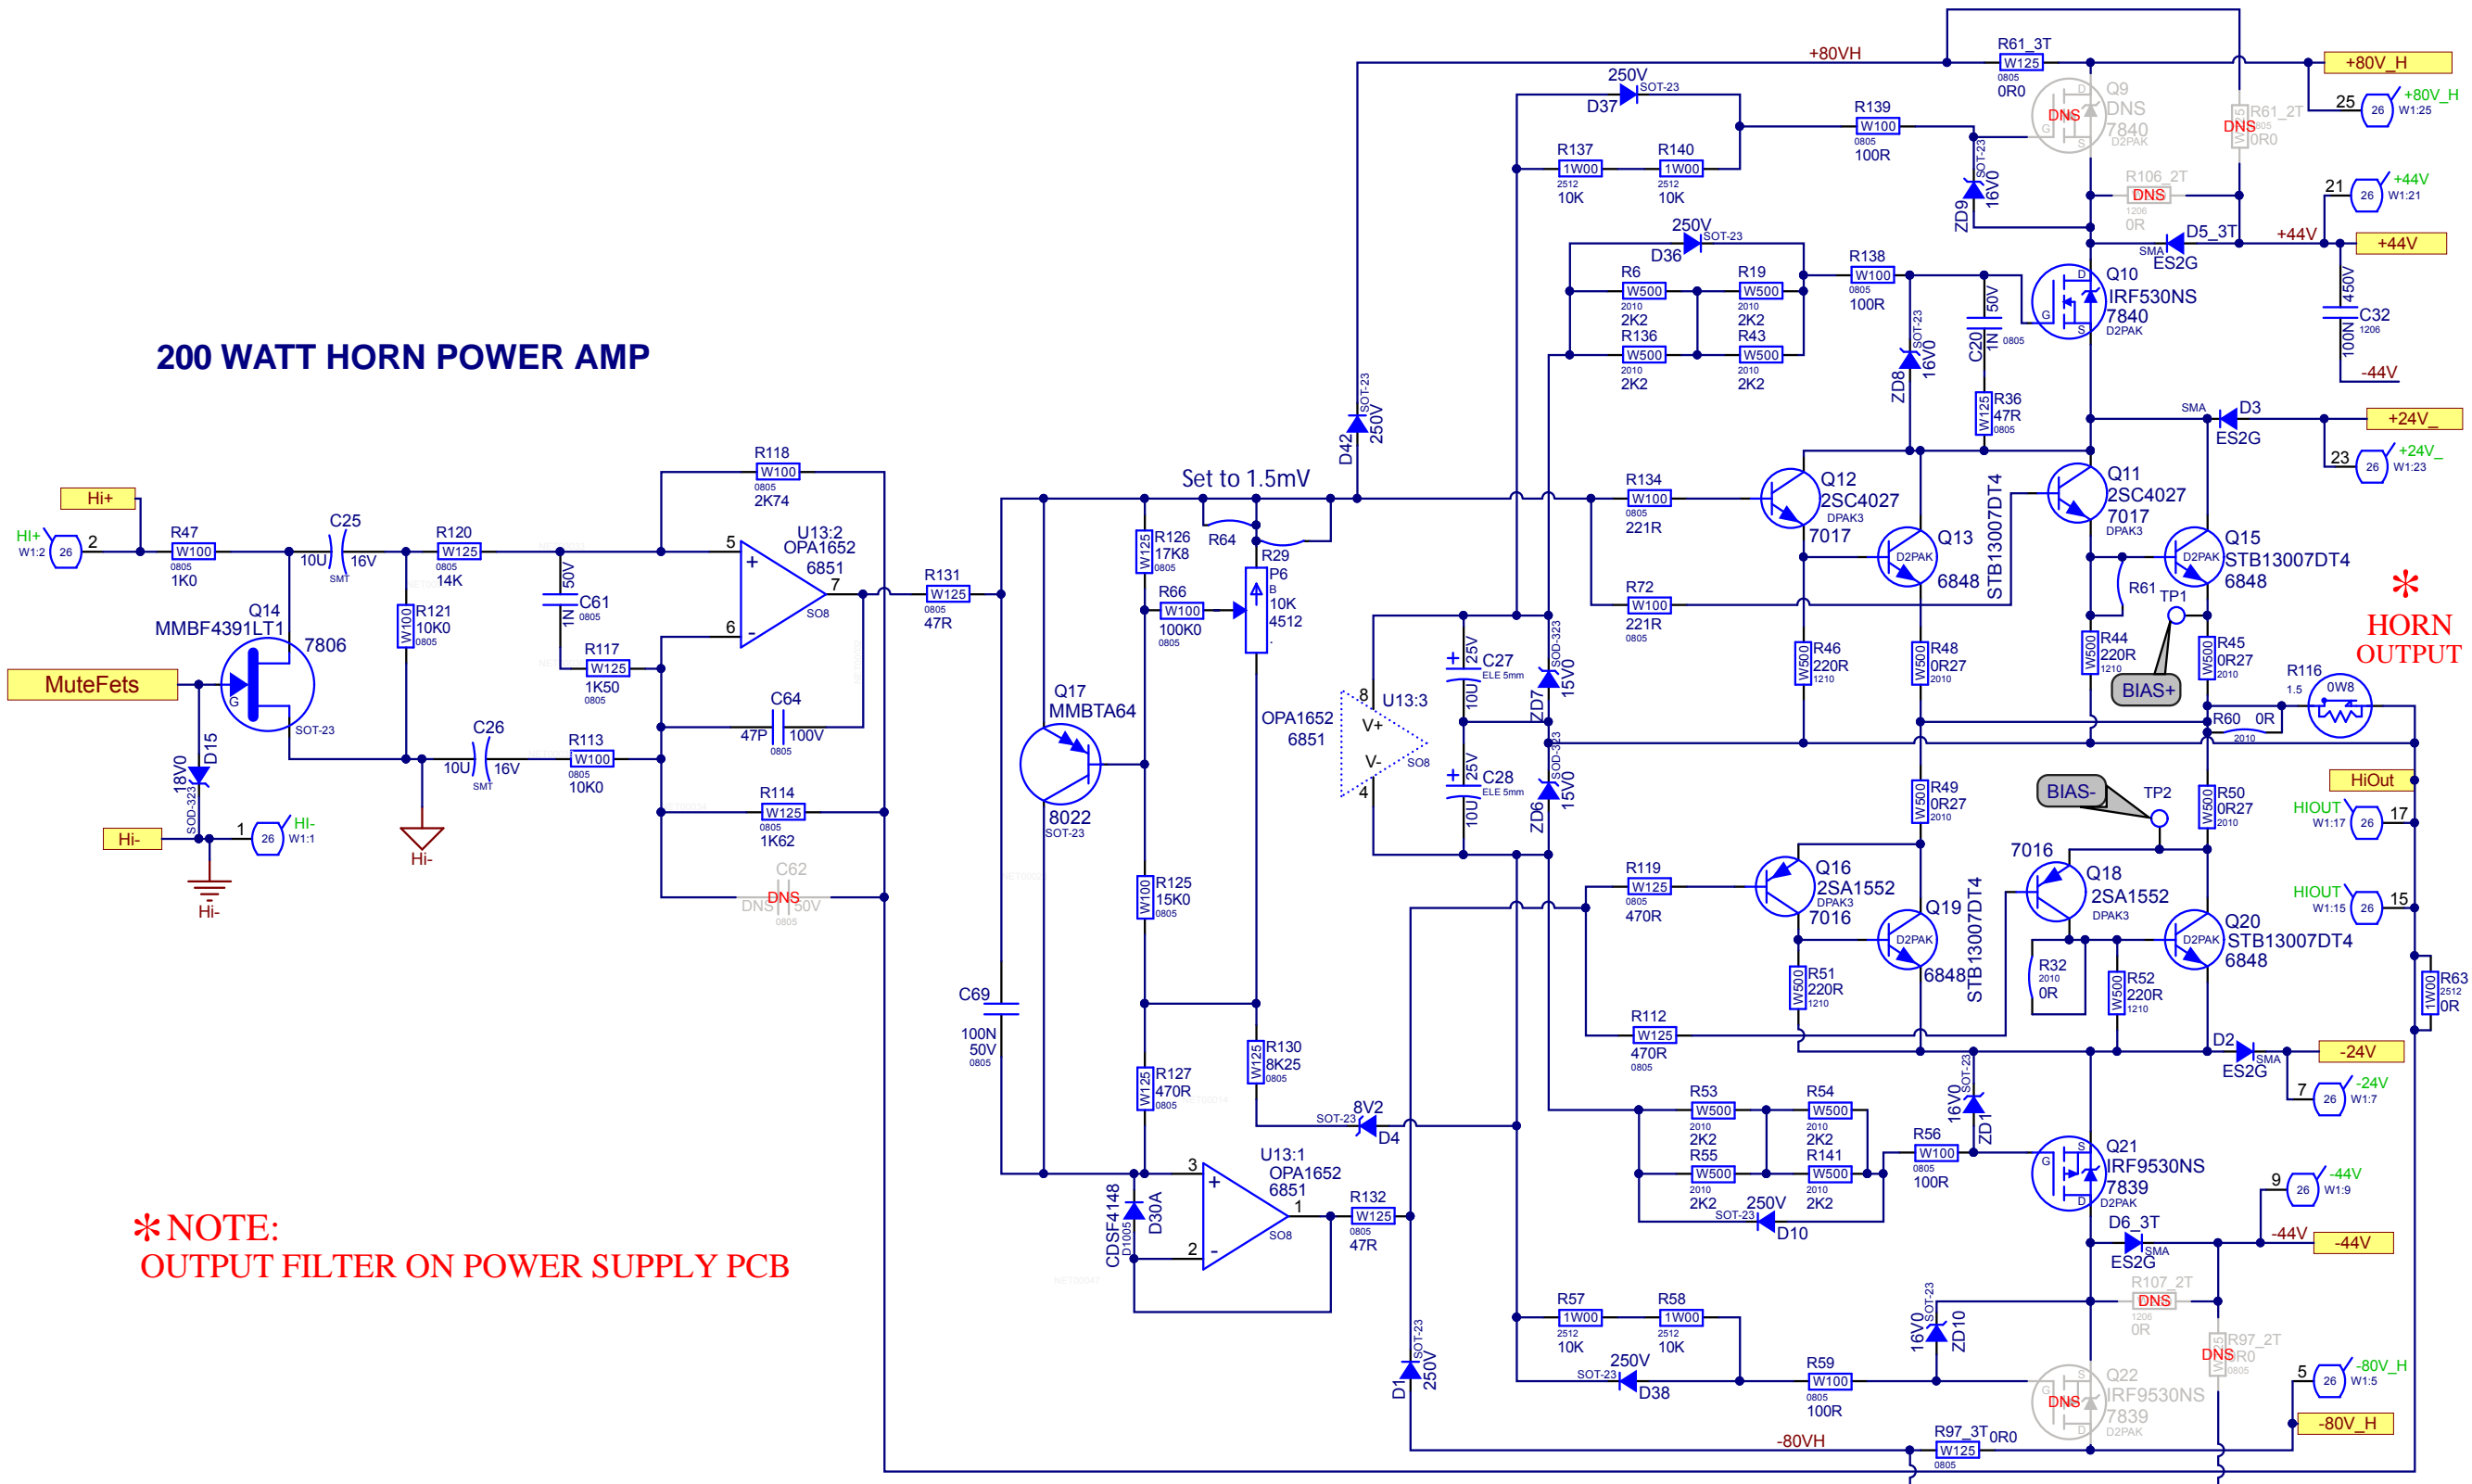 200 WATT HORN POWER AMP
Hi+
HI+
W1:2
26
2
R47
W100
0805
1K0
C25
10U
16V
SMT
R120
W125
0805
14K
R121
W100
10K0
0805
Q14
MMBF4391LT1
7806
G
SOT-23
MuteFets
18V0
D15
SOD-323
Hi-
1
26
HI-
W1:1
Hi-
Hi-
C26
10U
16V
SMT
R113
W100
0805
10K0
C61
50V
1N
0805
R117
W125
1K50
0805
R118
W100
0805
2K74
U13:2
OPA1652
6851
5
6
7
+
-
SO8
C64
47P
100V
0805
R114
W125
0805
1K62
C62
DNS
DNS
50V
0805
R131
W125
0805
47R
C69
100N
50V
0805
Q17
MMBTA64
8022
SOT-23
R126
W125
17K8
0805
R66
W100
100K0
0805
Set to 1.5mV
R64
R29
P6
B
10K
4512
R125
W100
15K0
0805
R127
W125
470R
0805
R130
W125
8K25
0805
8V2
SOT-23
D4
U13:1
OPA1652
6851
3
2
1
+
-
SO8
CDSF4148
D1005
D30A
R132
W125
0805
47R
D1
250V
SOT-23
D42
250V
SOT-23
+80VH
-80VH
U13:3
OPA1652
6851
8
V+
V-
4
SO8
C27
25V
10U
ELE 5mm
+
C28
25V
10U
ELE 5mm
+
ZD7
15V0
SOD-323
ZD6
15V0
SOD-323
250V
SOT-23
D37
R137
1W00
2512
10K
R140
1W00
2512
10K
R139
W100
0805
100R
250V
SOT-23
D36
R6
W500
2010
2K2
R19
W500
2010
2K2
R136
W500
2010
2K2
R43
W500
2010
2K2
R138
W100
0805
100R
ZD9
16V0
SOT-23
ZD8
16V0
SOT-23
C20
50V
1N
0805
R36
W125
47R
0805
R61_3T
W125
0805
0R0
Q9
DNS
DNS
7840
D2PAK
D
G
S
R61_2T
DNS
0R0
R106_2T
DNS
1206
0R
D5_3T
SMA
ES2G
Q10
IRF530NS
7840
D2PAK
D
G
S
+80V_H
25
26
+80V_H
W1:25
21
26
+44V
W1:21
+44V
+44V
450V
C32
1206
100N
-44V
SMA
D3
ES2G
+24V_
23
26
+24V_
W1:23
R134
W100
0805
221R
R72
W100
221R
0805
Q12
2SC4027
DPAK3
7017
Q13
D2PAK
6848
STB13007DT4
Q11
2SC4027
DPAK3
7017
Q15
D2PAK
STB13007DT4
6848
R61
TP1
BIAS+
R46
W500
220R
1210
R48
W500
0R27
2010
R44
W500
220R
1210
R45
W500
0R27
2010
R116
1.5
0W8
R60 0R
2010
*
HORN
OUTPUT
R49
W500
0R27
2010
BIAS-
TP2
R50
W500
0R27
2010
HiOut
HIOUT
W1:17
26
17
HIOUT
W1:15
26
15
R63
1W00
2512
0R
R119
W125
0805
470R
R112
W125
470R
0805
Q16
2SA1552
DPAK3
7016
Q19
D2PAK
6848
STB13007DT4
7016
Q18
2SA1552
DPAK3
Q20
D2PAK
STB13007DT4
6848
R51
W500
220R
1210
R32
2010
0R
R52
W500
220R
1210
D2
SMA
ES2G
-24V
7
26
-24V
W1:7
R53
W500
2010
2K2
R54
W500
2010
2K2
R55
W500
2010
2K2
R141
W500
2010
2K2
250V
SOT-23
D10
R56
W100
0805
100R
16V0
SOT-23
ZD1
Q21
IRF9530NS
7839
D2PAK
S
G
D
9
26
-44V
W1:9
-44V
-44V
D6_3T
SMA
ES2G
R107_2T
DNS
1206
0R
R97_2T
DNS
0R0
0805
R57
1W00
2512
10K
R58
1W00
2512
10K
250V
SOT-23
D38
R59
W100
0805
100R
16V0
SOT-23
ZD10
Q22
IRF9530NS
DNS
7839
D2PAK
S
G
D
5
26
-80V_H
W1:5
-80V_H
R97_3T
0R0
W125
0805
*NOTE:
OUTPUT FILTER ON POWER SUPPLY PCB